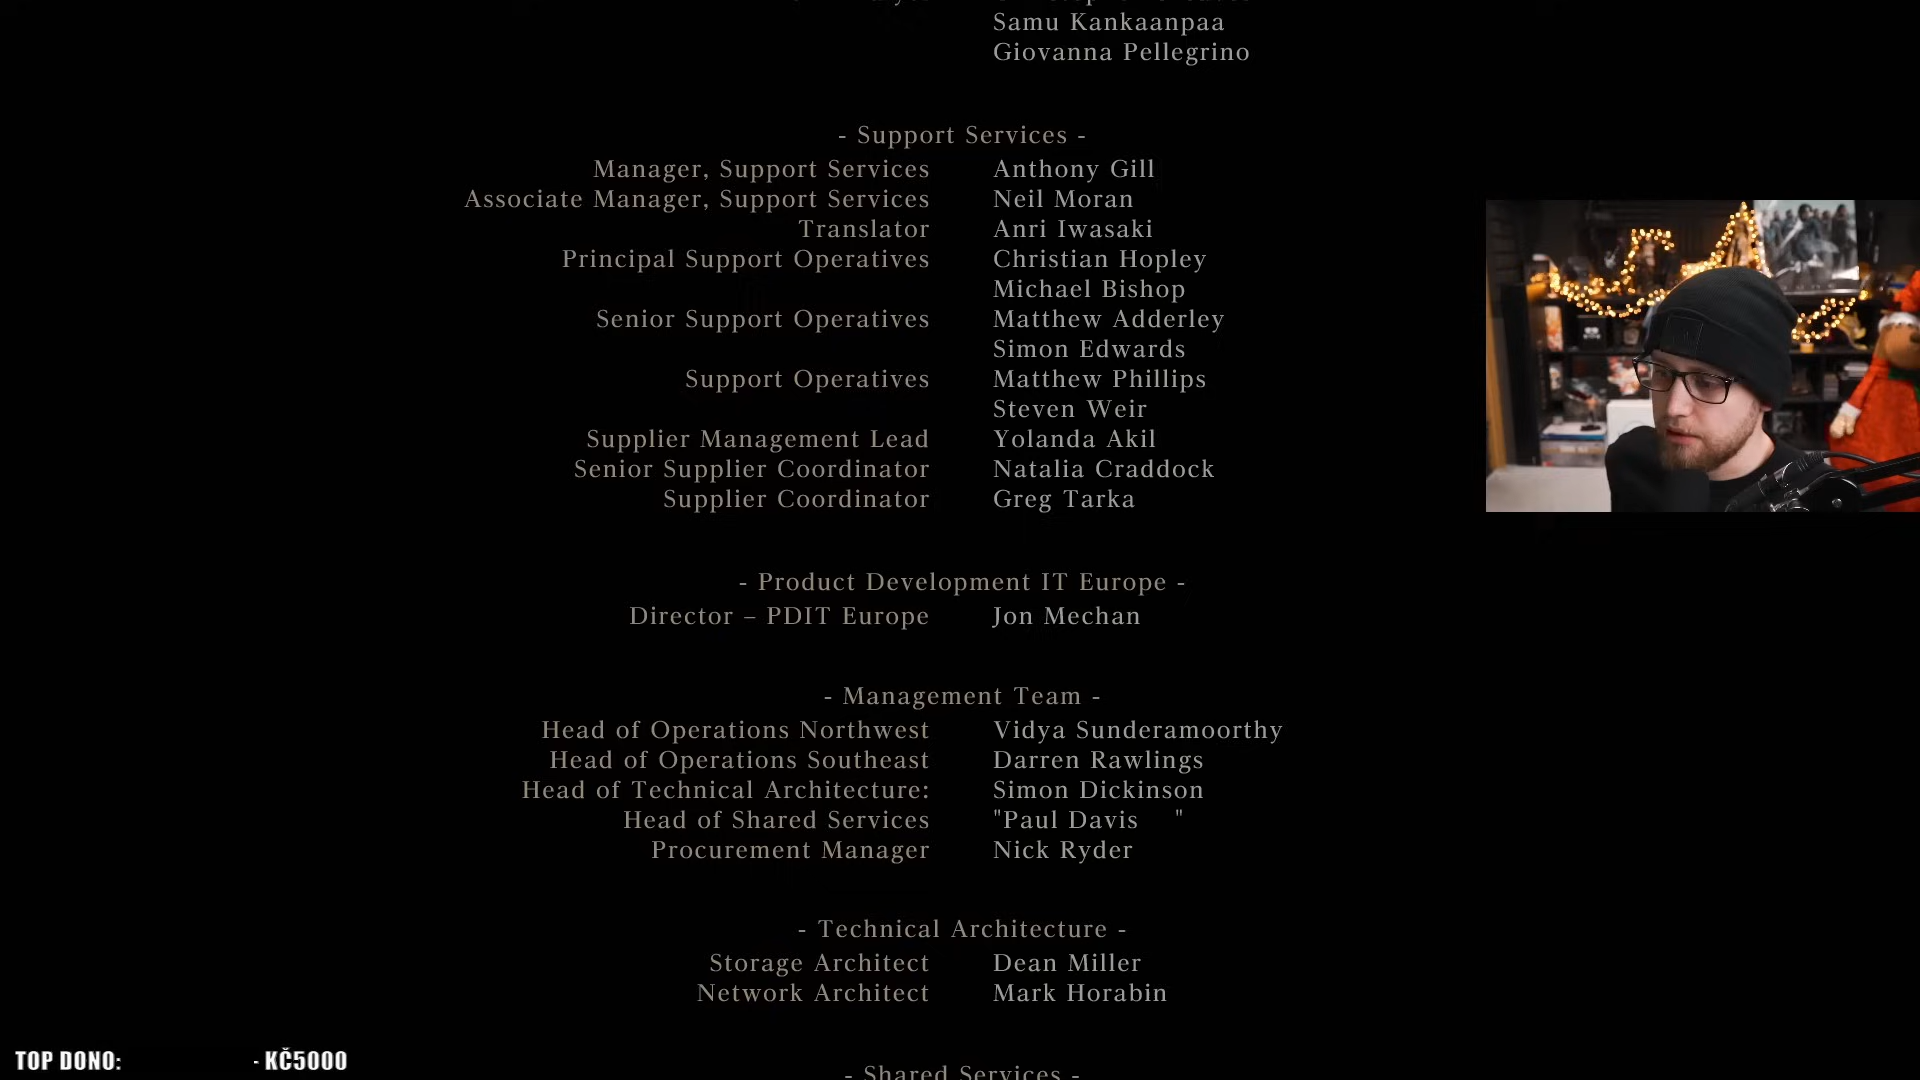 Samu Kankaanpaa
Giovanna Pellegrino
- Support Services -
Manager, Support Services Anthony Gill
Associate Manager, Support Services Neil Moran
Translator Anri Iwasaki
Principal Support Operatives Christian Hopley
Michael Bishop
Senior Support Operatives Matthew Adderley
Simon Edwards
Support Operatives Matthew Phillips
Steven Weir
Supplier Management Lead Yolanda Akil
Senior Supplier Coordinator Natalia Craddock
Supplier Coordinator Greg Tarka
- Product Development IT Europe -
Director – PDIT Europe Jon Mechan
- Management Team -
Head of Operations Northwest Vidya Sunderamoorthy
Head of Operations Southeast Darren Rawlings
Head of Technical Architecture: Simon Dickinson
Head of Shared Services "Paul Davis "
Procurement Manager Nick Ryder
- Technical Architecture -
Storage Architect Dean Miller
Network Architect Mark Horabin
- Shared Services -
TOP DONO: - KČ5000